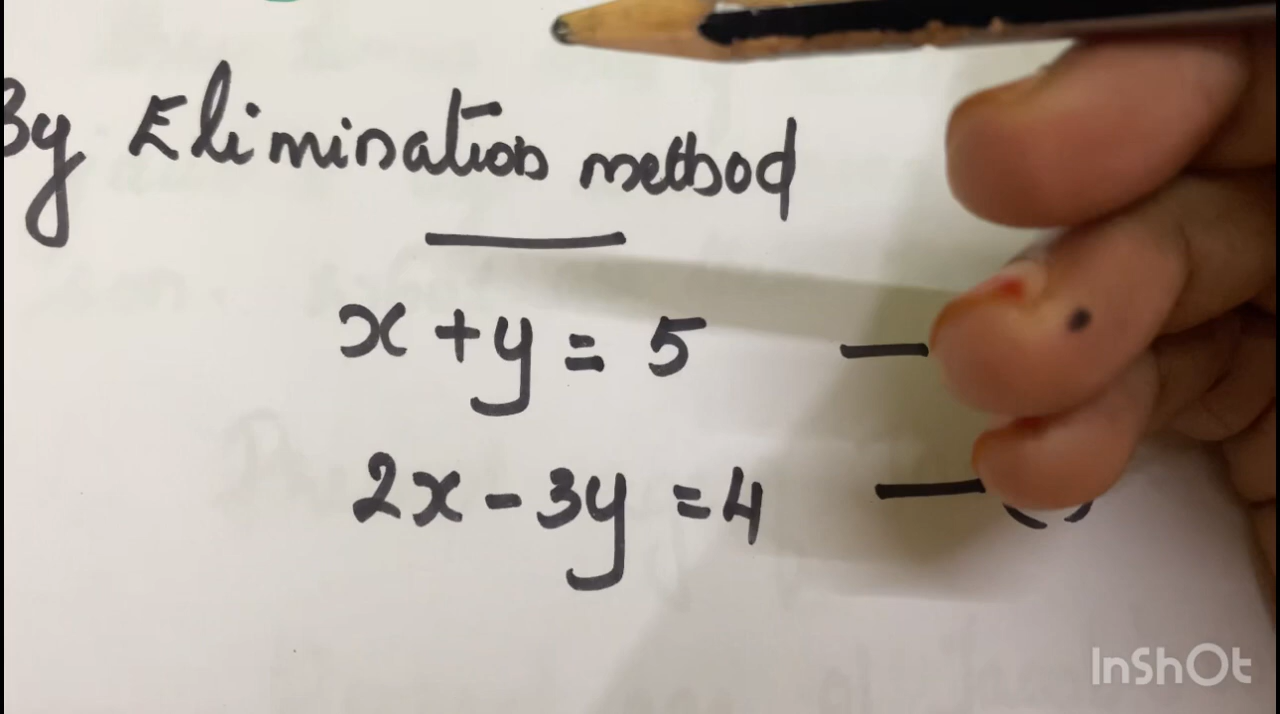 By Elimination method
x + y = 5 —
2x - 3y = 4 —
InShOt